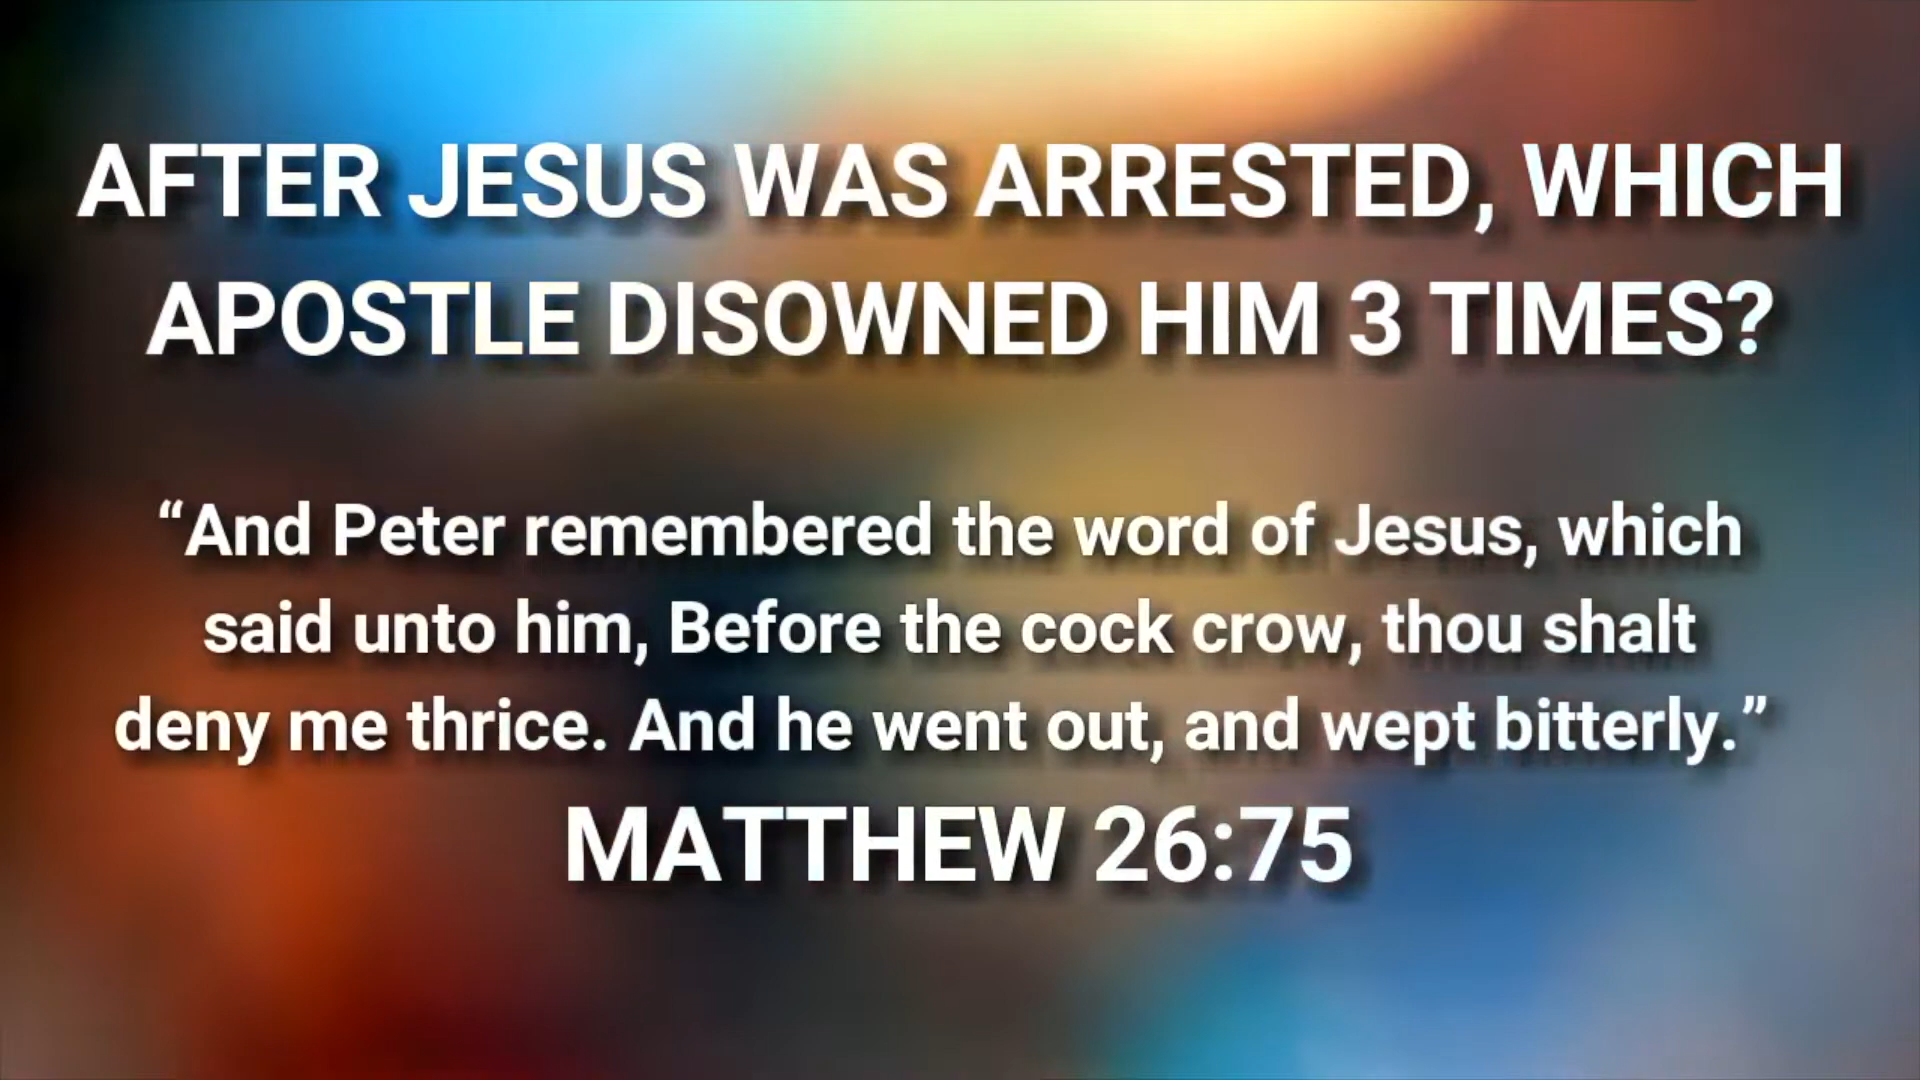 AFTER JESUS WAS ARRESTED, WHICH
APOSTLE DISOWNED HIM 3 TIMES?
“And Peter remembered the word of Jesus, which
said unto him, Before the cock crow, thou shalt
deny me thrice. And he went out, and wept bitterly.”
MATTHEW 26:75